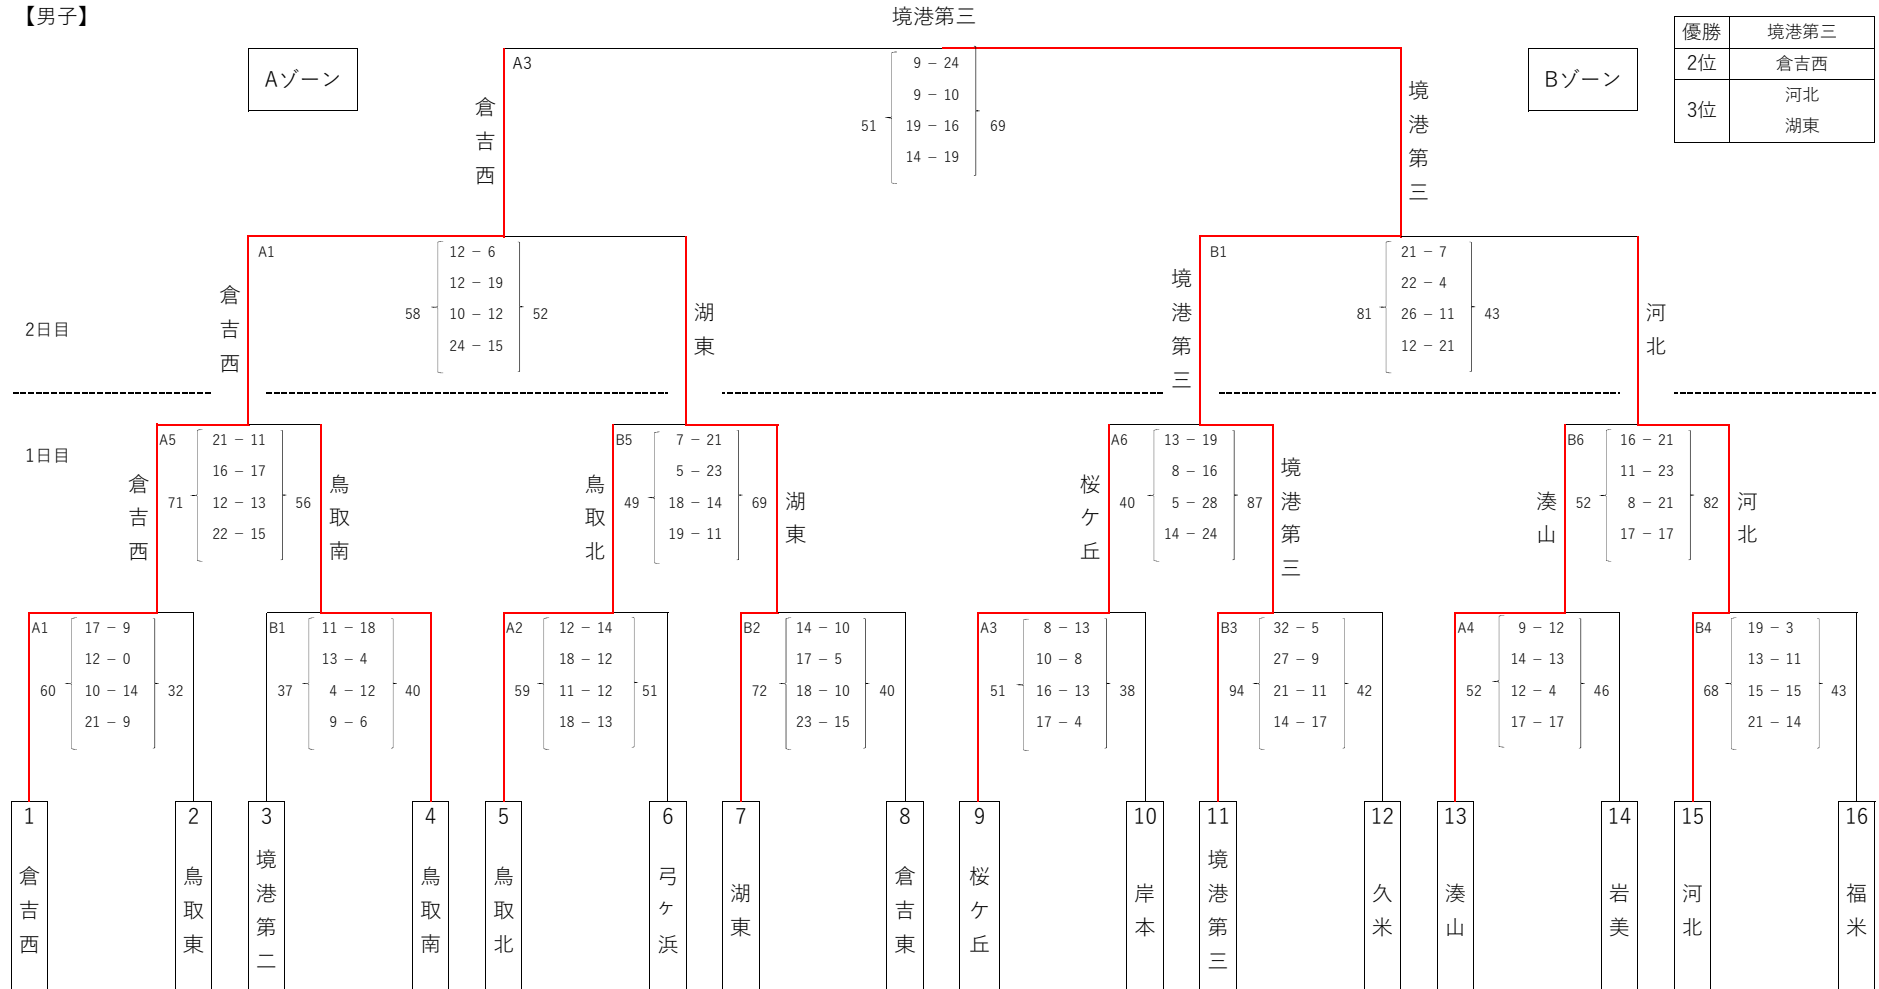 【男子】
境港第三
優勝 境港第三
2位 倉吉西
3位 河北
湖東
Aゾーン
Bゾーン
A3
倉吉西
境港第三
9 － 24
9 － 10
51 19 － 16 69
14 － 19
A1
倉吉西
湖東
12 － 6
12 － 19
58 10 － 12 52
24 － 15
B1
境港第三
河北
21 － 7
22 － 4
81 26 － 11 43
12 － 21
2日目
1日目
A5
倉吉西
鳥取南
21 － 11
16 － 17
71 12 － 13 56
22 － 15
B5
鳥取北
湖東
7 － 21
5 － 23
49 18 － 14 69
19 － 11
A6
桜ケ丘
境港第三
13 － 19
8 － 16
40 5 － 28 87
14 － 24
B6
湊山
河北
16 － 21
11 － 23
52 8 － 21 82
17 － 17
A1
17 － 9
12 － 0
60 10 － 14 32
21 － 9
B1
11 － 18
13 － 4
37 4 － 12 40
9 － 6
A2
12 － 14
18 － 12
59 11 － 12 51
18 － 13
B2
14 － 10
17 － 5
72 18 － 10 40
23 － 15
A3
8 － 13
10 － 8
51 16 － 13 38
17 － 4
B3
32 － 5
27 － 9
94 21 － 11 42
14 － 17
A4
9 － 12
14 － 13
52 12 － 4 46
17 － 17
B4
19 － 3
13 － 11
68 15 － 15 43
21 － 14
1 倉吉西
2 鳥取東
3 境港第二
4 鳥取南
5 鳥取北
6 弓ヶ浜
7 湖東
8 倉吉東
9 桜ケ丘
10 岸本
11 境港第三
12 久米
13 湊山
14 岩美
15 河北
16 福米